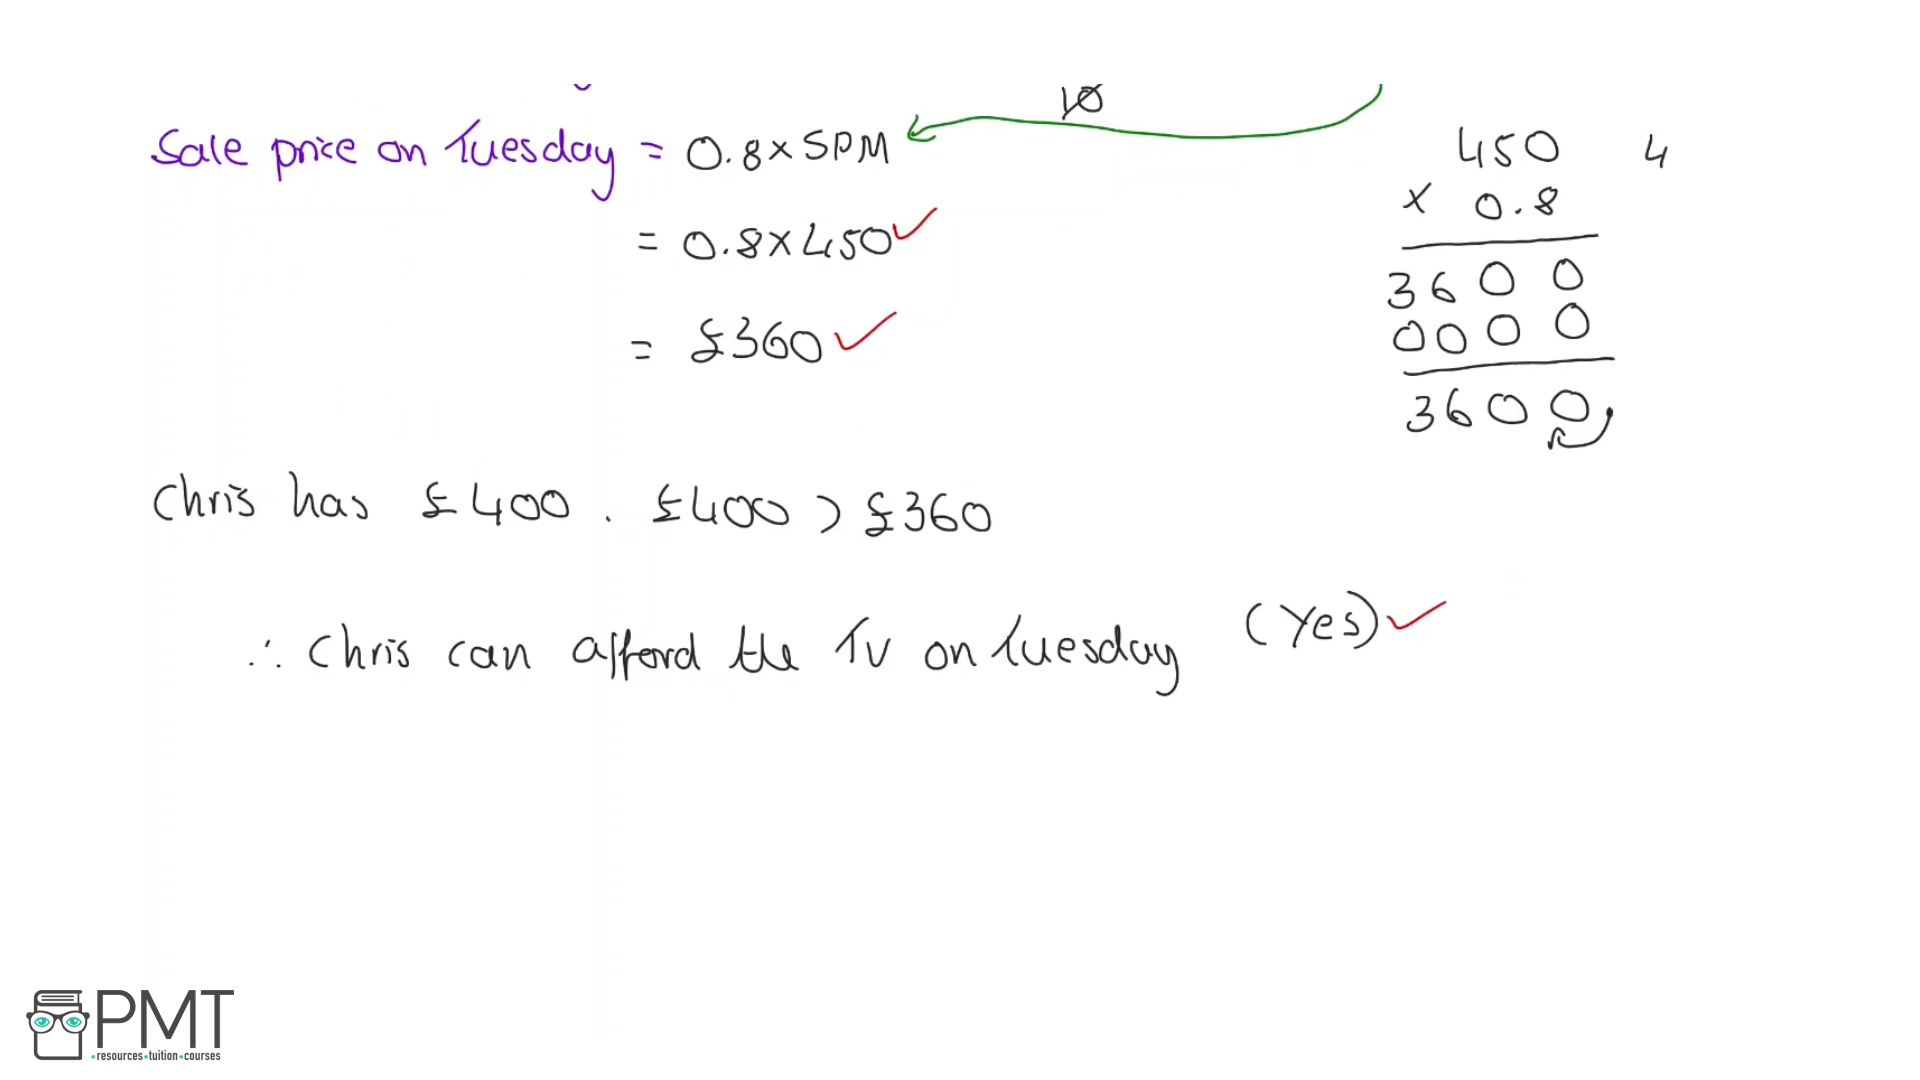 10
Sale price on Tuesday = 0.8 × SPM
= 0.8 × 450 ✓
= £360 ✓
450 4
× 0.8
3600
0000
3600
Chris has £400 . £400 > £360
∴ Chris can afford the TV on Tuesday (Yes) ✓
PMT
•resources•tuition•courses